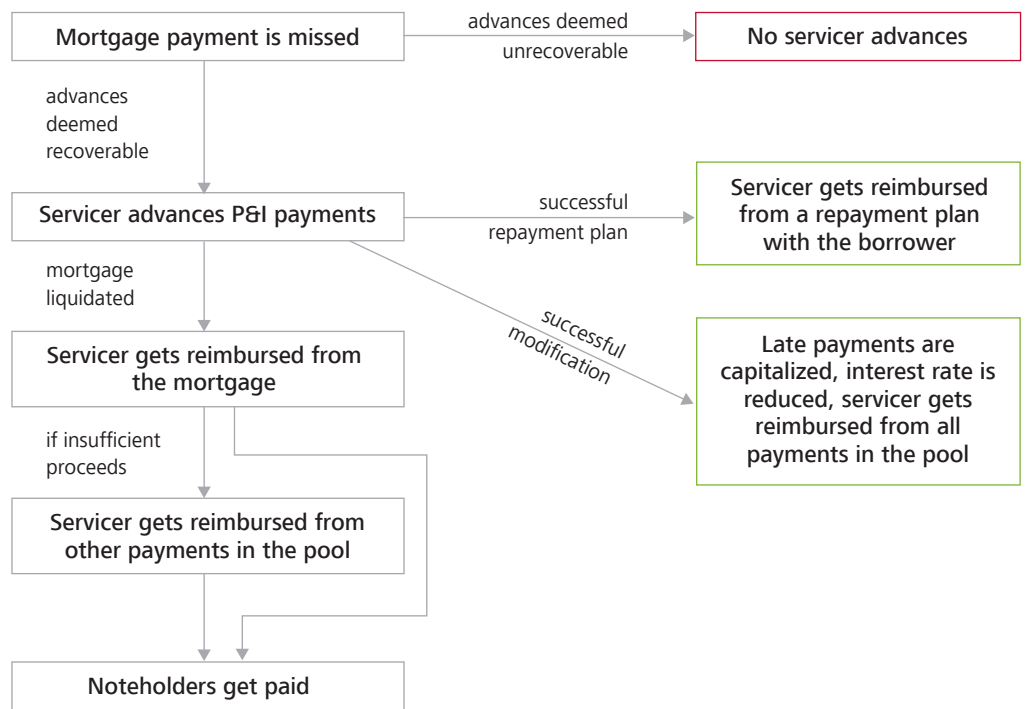 Mortgage payment is missed
advances deemed
unrecoverable
No servicer advances
advances
deemed
recoverable
Servicer advances P&I payments
successful
repayment plan
Servicer gets reimbursed
from a repayment plan
with the borrower
mortgage
liquidated
successful
modification
Servicer gets reimbursed from
the mortgage
Late payments are
capitalized, interest rate is
reduced, servicer gets
reimbursed from all
payments in the pool
if insufficient
proceeds
Servicer gets reimbursed from
other payments in the pool
Noteholders get paid